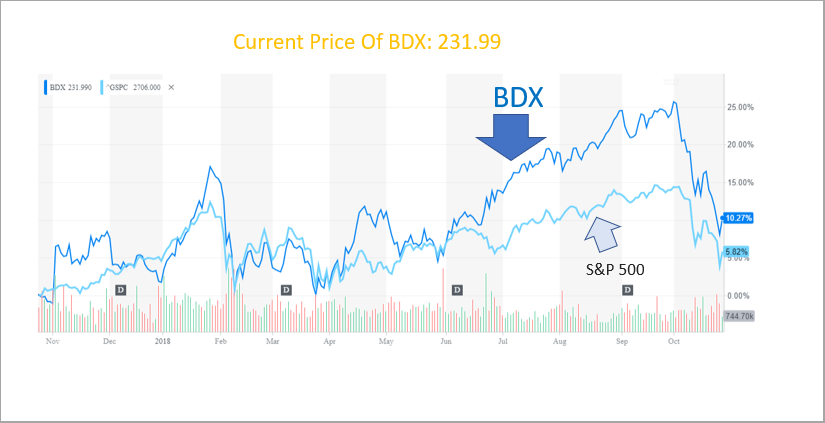 Current Price Of BDX: 231.99
BDX 231.990 ^GSPC 2706.000 ✕
BDX
25.00%
20.00%
15.00%
10.27%
5.82%
5.00%
S&P 500
D D D D
0.00%
744.70k
Nov Dec 2018 Feb Mar Apr May Jun Jul Aug Sep Oct